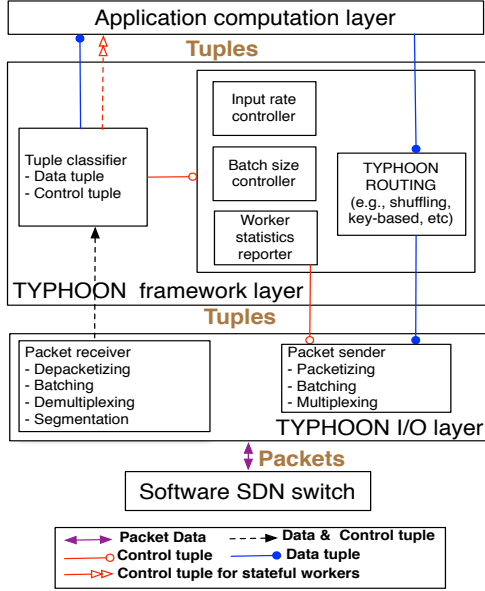 Application computation layer
Tuples
Input rate
controller
Tuple classifier
- Data tuple
- Control tuple
Batch size
controller
TYPHOON
ROUTING
(e.g., shuffling,
key-based, etc)
Worker
statistics
reporter
TYPHOON framework layer
Tuples
Packet receiver
- Depacketizing
- Batching
- Demultiplexing
- Segmentation
Packet sender
- Packetizing
- Batching
- Multiplexing
TYPHOON I/O layer
Packets
Software SDN switch
Packet Data
Data & Control tuple
Control tuple
Data tuple
Control tuple for stateful workers